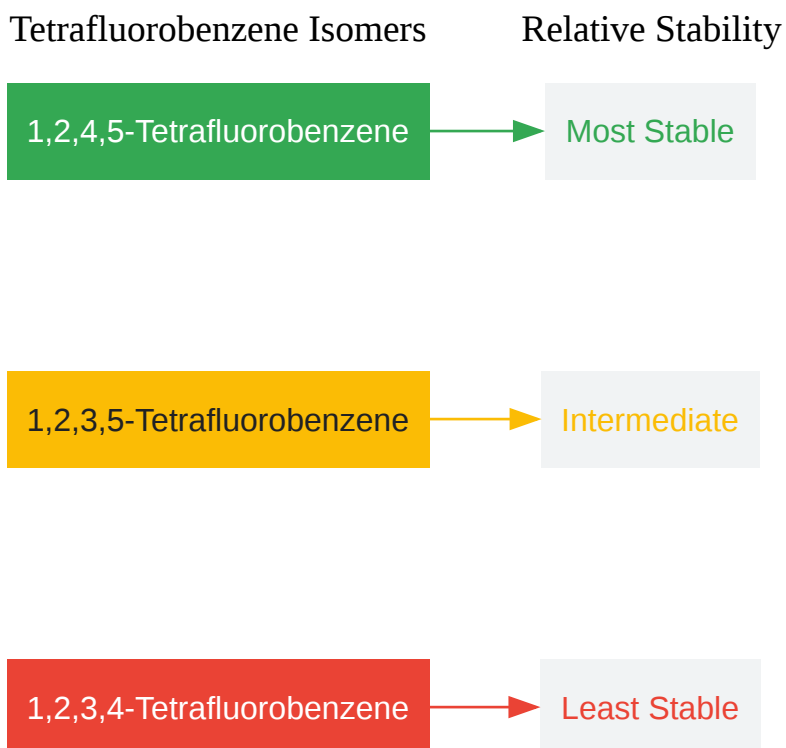 Tetrafluorobenzene Isomers Relative Stability
1,2,4,5-Tetrafluorobenzene Most Stable
1,2,3,5-Tetrafluorobenzene Intermediate
1,2,3,4-Tetrafluorobenzene Least Stable